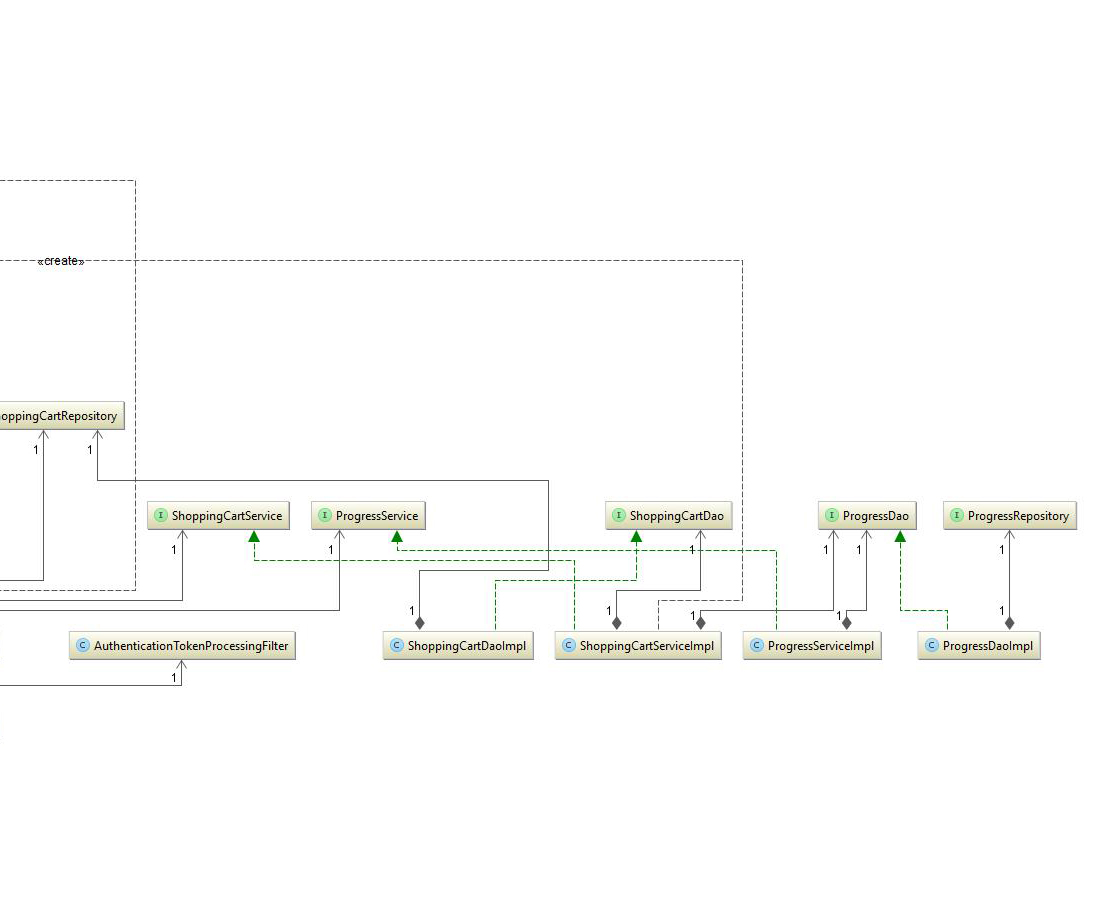 «create»
oppingCartRepository
1
1
I ShoppingCartService
I ProgressService
I ShoppingCartDao
I ProgressDao
I ProgressRepository
1
1
1
1
1
1
1
1
1
1
1
C AuthenticationTokenProcessingFilter
C ShoppingCartDaoImpl
C ShoppingCartServiceImpl
C ProgressServiceImpl
C ProgressDaoImpl
1